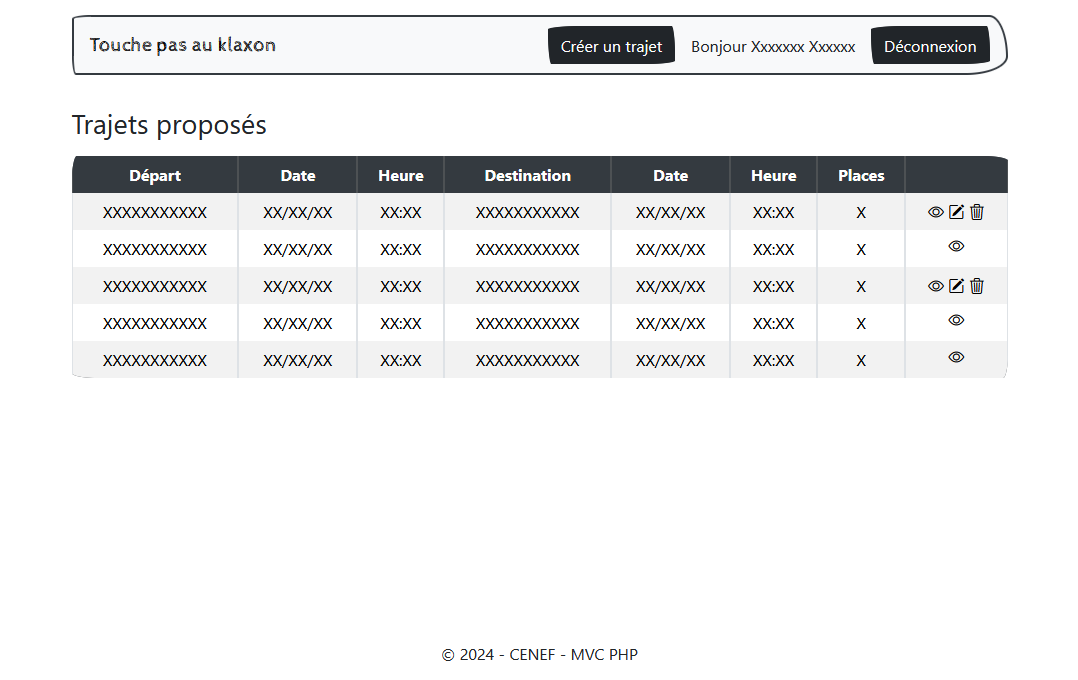 Touche pas au klaxon Créer un trajet Bonjour Xxxxxxx Xxxxxx Déconnexion
Trajets proposés
Départ Date Heure Destination Date Heure Places
XXXXXXXXXXX XX/XX/XX XX:XX XXXXXXXXXXX XX/XX/XX XX:XX X
XXXXXXXXXXX XX/XX/XX XX:XX XXXXXXXXXXX XX/XX/XX XX:XX X
XXXXXXXXXXX XX/XX/XX XX:XX XXXXXXXXXXX XX/XX/XX XX:XX X
XXXXXXXXXXX XX/XX/XX XX:XX XXXXXXXXXXX XX/XX/XX XX:XX X
XXXXXXXXXXX XX/XX/XX XX:XX XXXXXXXXXXX XX/XX/XX XX:XX X
© 2024 - CENEF - MVC PHP